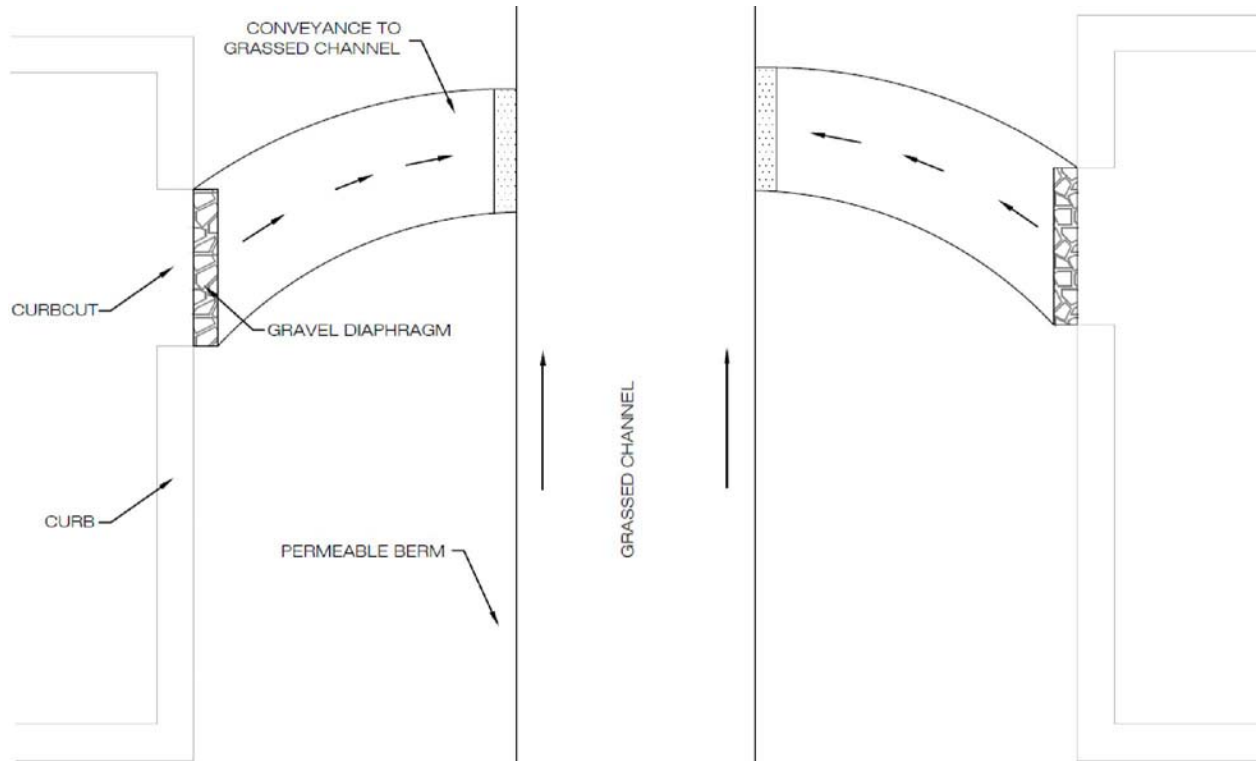 CONVEYANCE TO
GRASSED CHANNEL
CURBCUT
GRAVEL DIAPHRAGM
GRASSED CHANNEL
CURB
PERMEABLE BERM